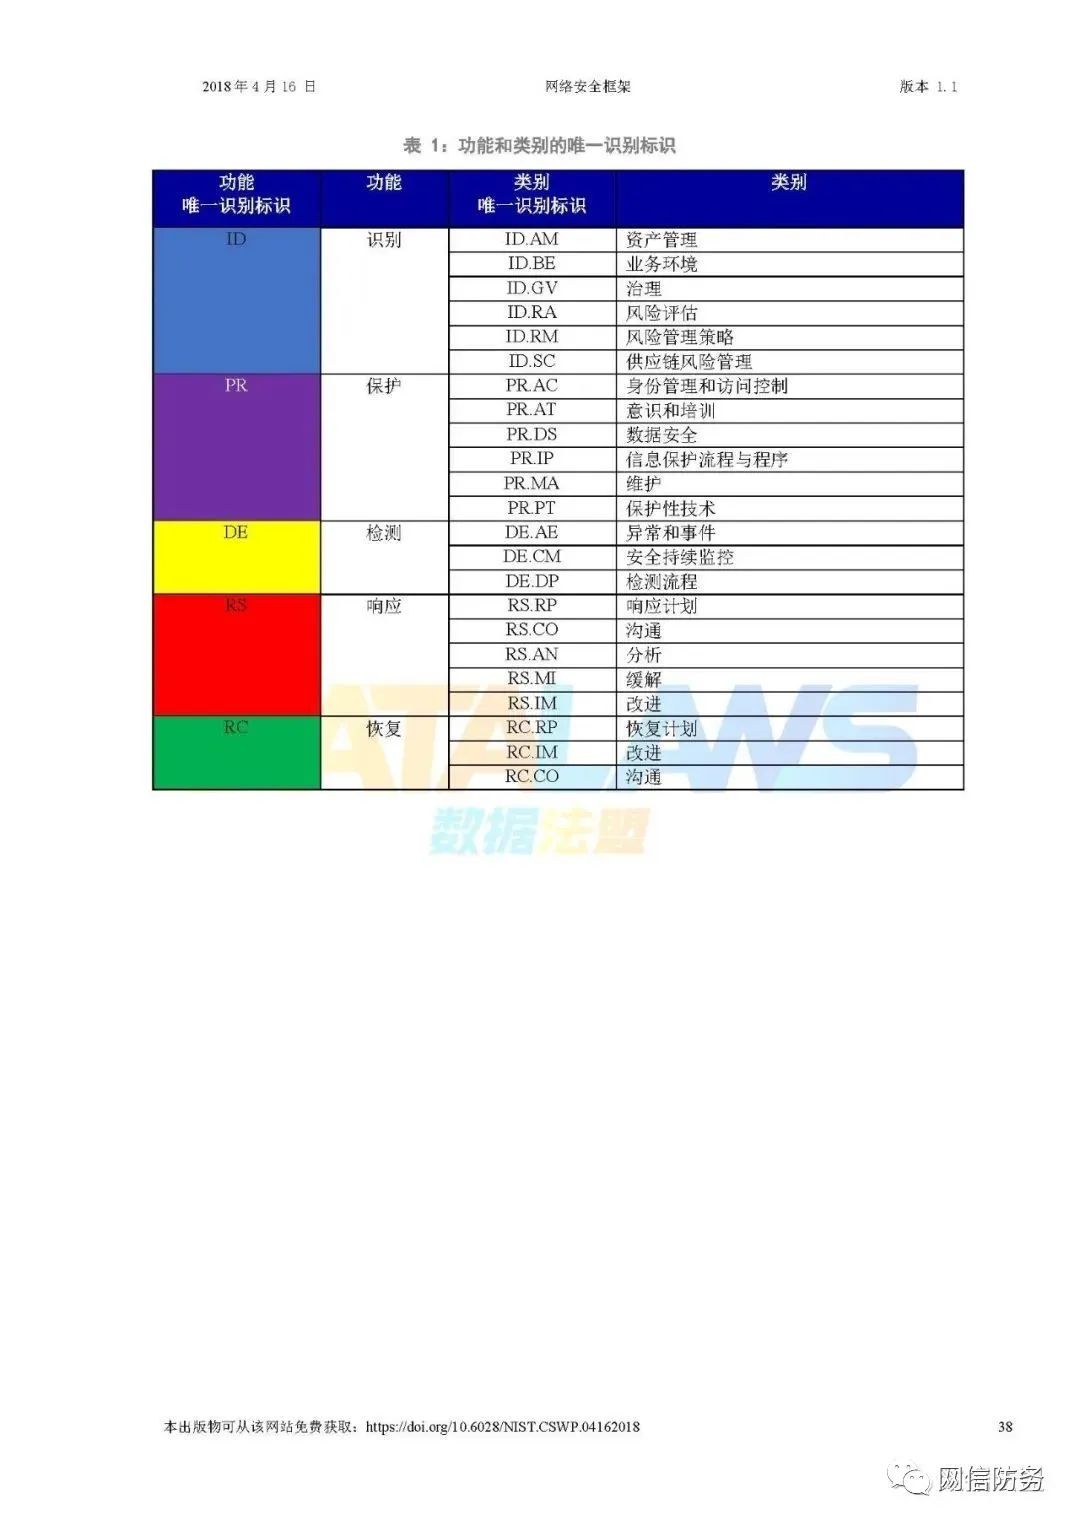 2018年4月16 日 网络安全框架 版本 1.1
表 1：功能和类别的唯一识别标识
功能 唯一识别标识 功能 类别 唯一识别标识 类别
ID 识别 ID.AM 资产管理
ID.BE 业务环境
ID.GV 治理
ID.RA 风险评估
ID.RM 风险管理策略
ID.SC 供应链风险管理
PR 保护 PR.AC 身份管理和访问控制
PR.AT 意识和培训
PR.DS 数据安全
PR.IP 信息保护流程与程序
PR.MA 维护
PR.PT 保护性技术
DE 检测 DE.AE 异常和事件
DE.CM 安全持续监控
DE.DP 检测流程
RS 响应 RS.RP 响应计划
RS.CO 沟通
RS.AN 分析
RS.MI 缓解
RS.IM 改进
RC 恢复 RC.RP 恢复计划
RC.IM 改进
RC.CO 沟通
ATALAWS
数据法盟
本出版物可从该网站免费获取：https://doi.org/10.6028/NIST.CSWP.04162018 38
网信防务